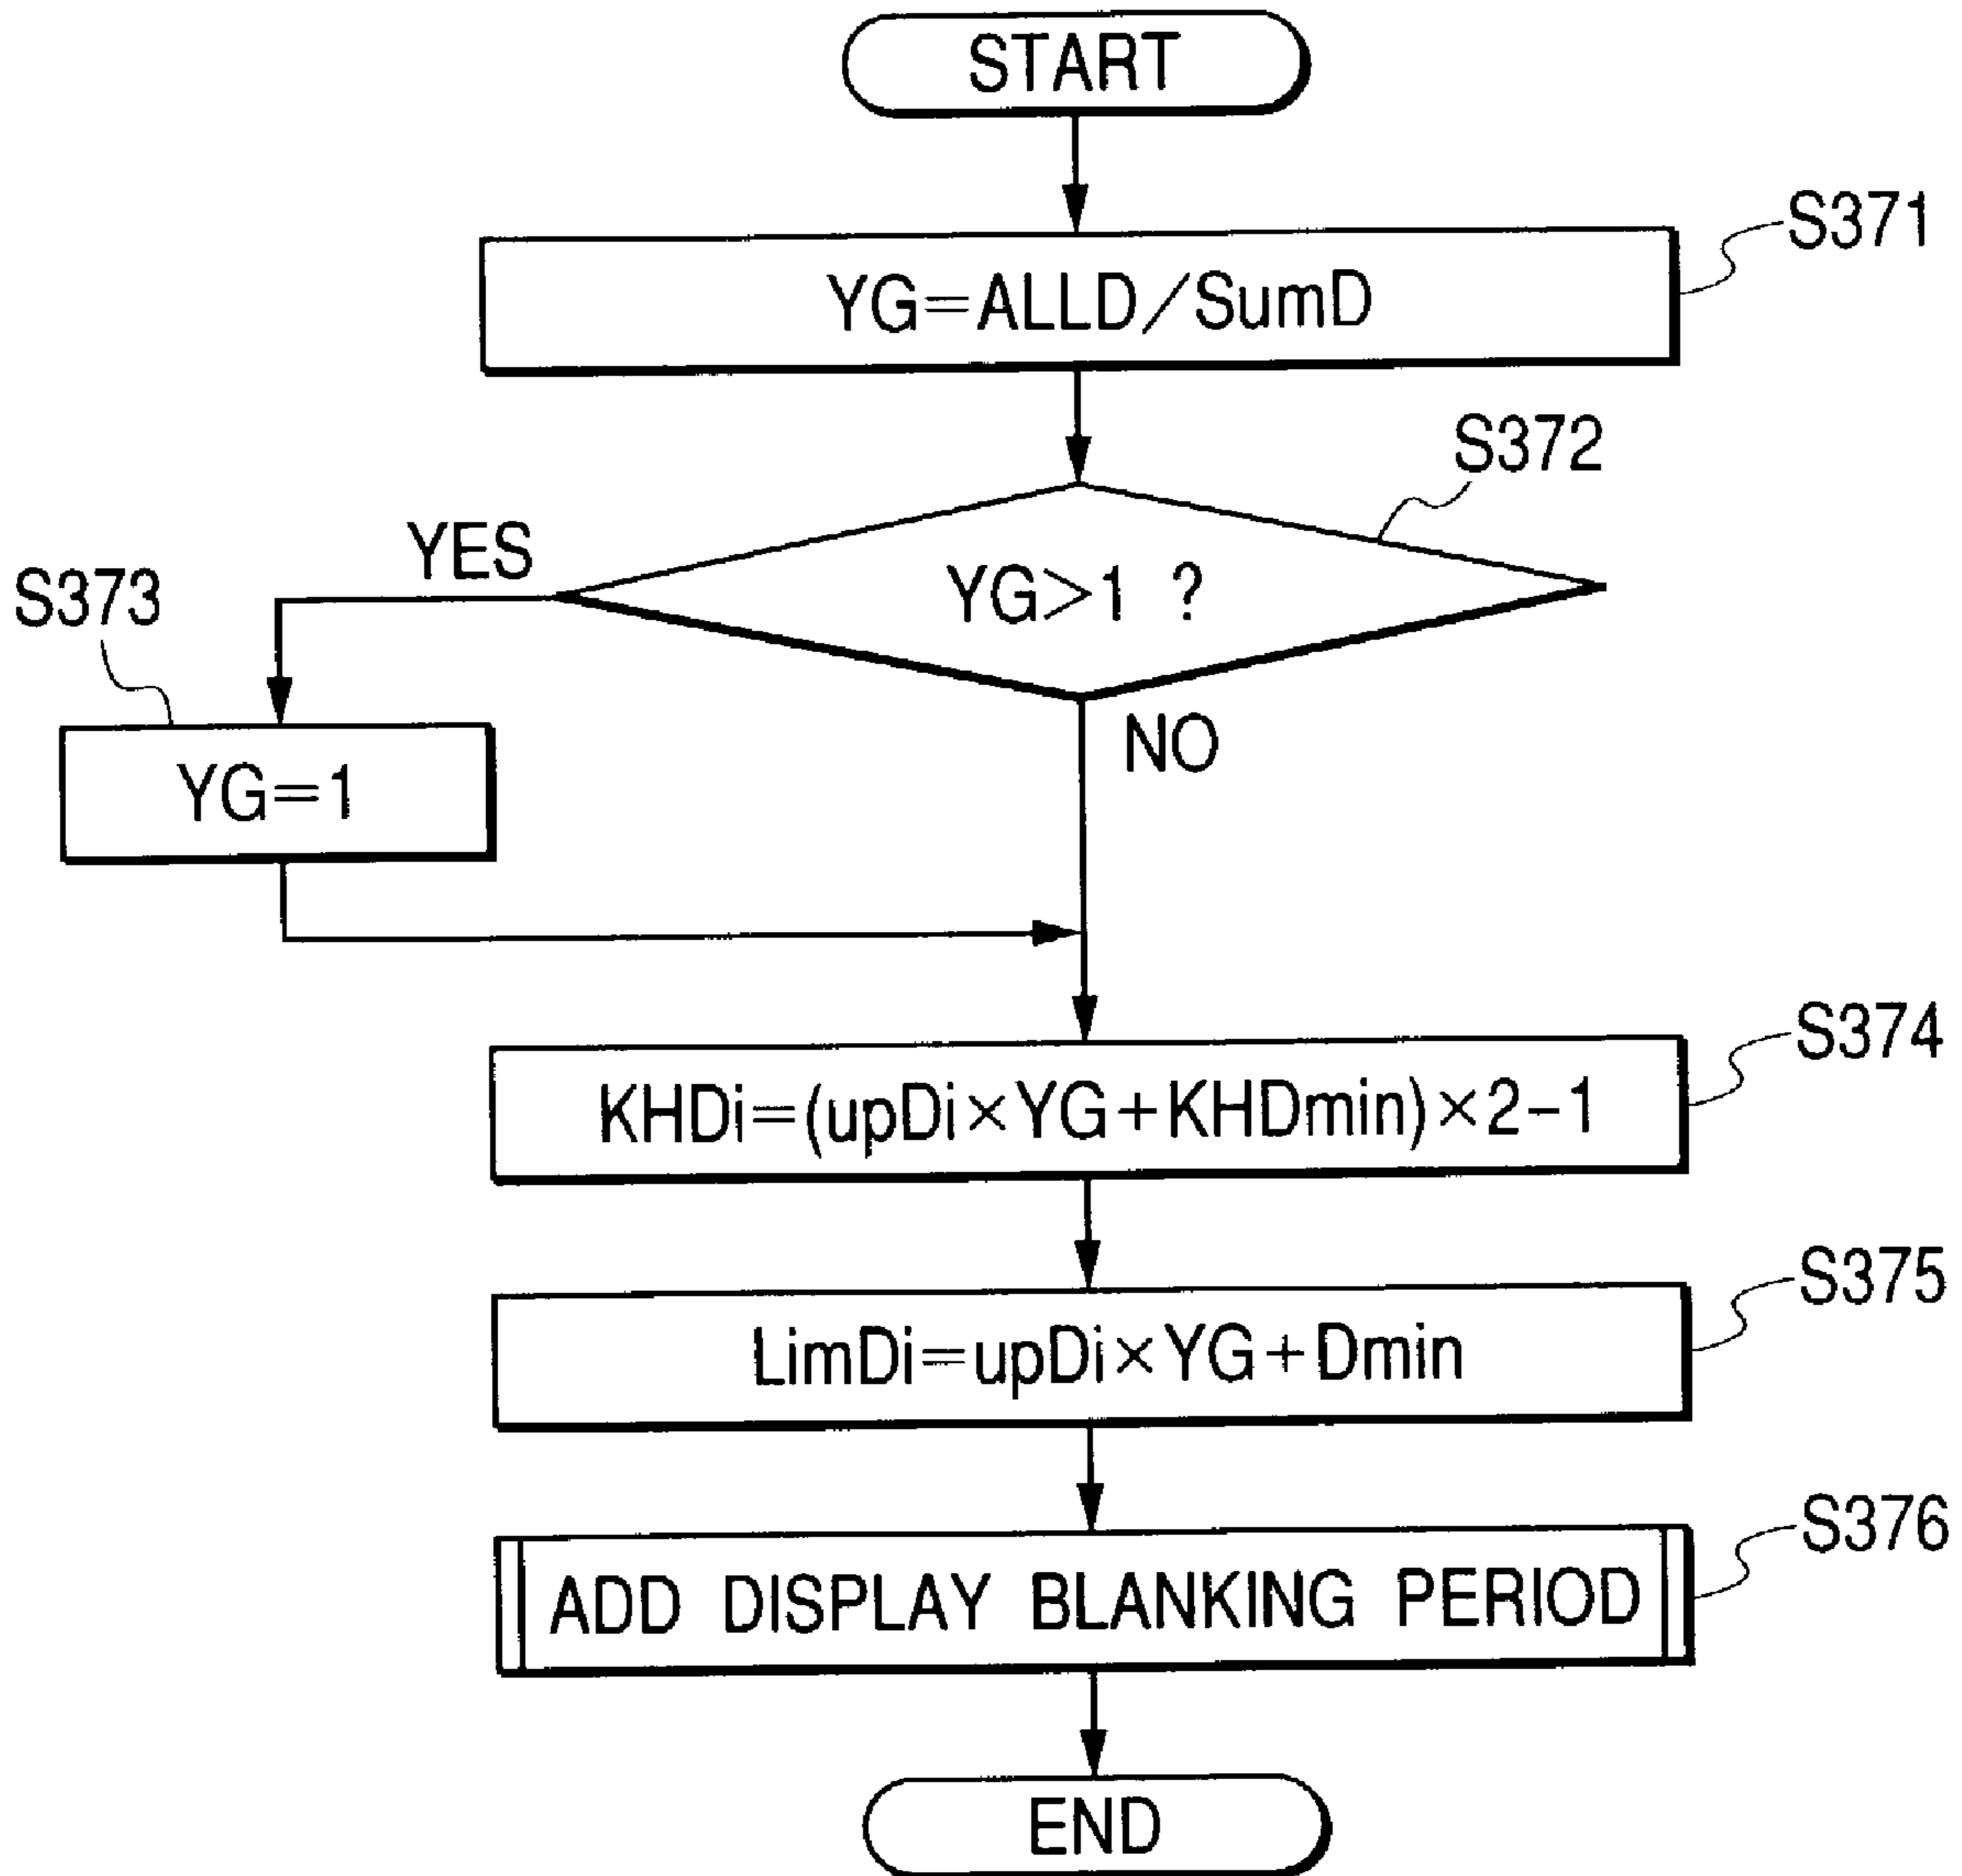 START
S371
YG=ALLD/SumD
S372
YES
YG>1 ?
S373
NO
YG=1
S374
KHDi=(upDi×YG+KHDmin)×2-1
S375
LimDi=upDi×YG+Dmin
S376
ADD DISPLAY BLANKING PERIOD
END